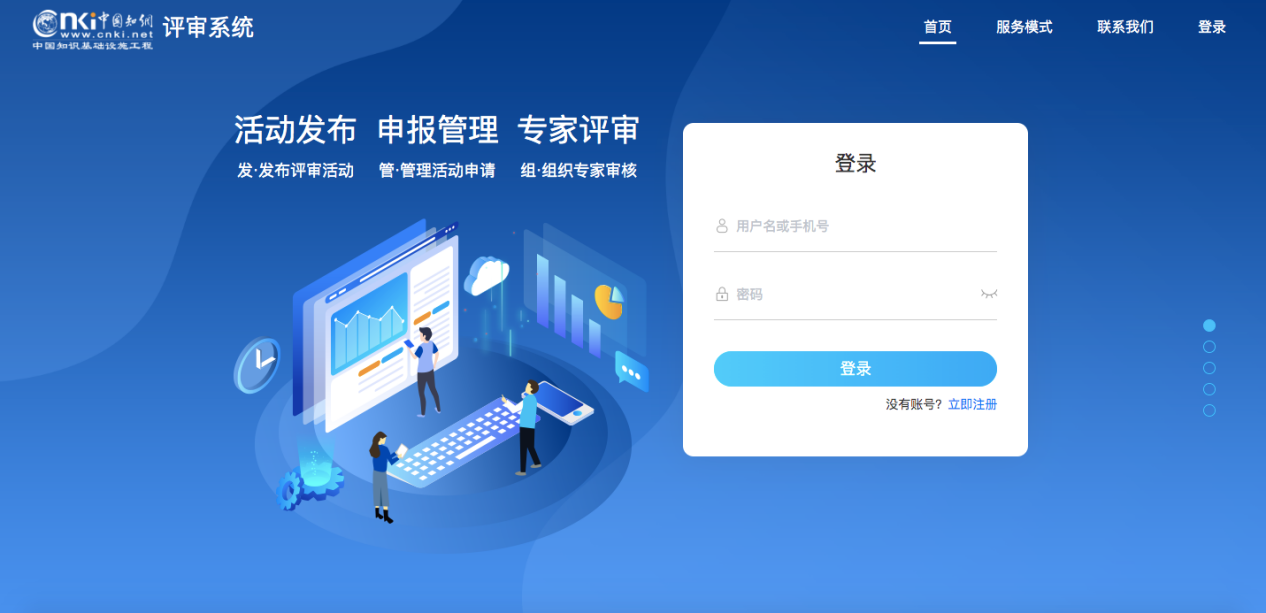 cnki中国知网
www.cnki.net
中国知识基础设施工程
评审系统
首页 服务模式 联系我们 登录
活动发布 申报管理 专家评审
发·发布评审活动 管·管理活动申请 组·组织专家审核
登录
用户名或手机号
密码
登录
没有账号？立即注册